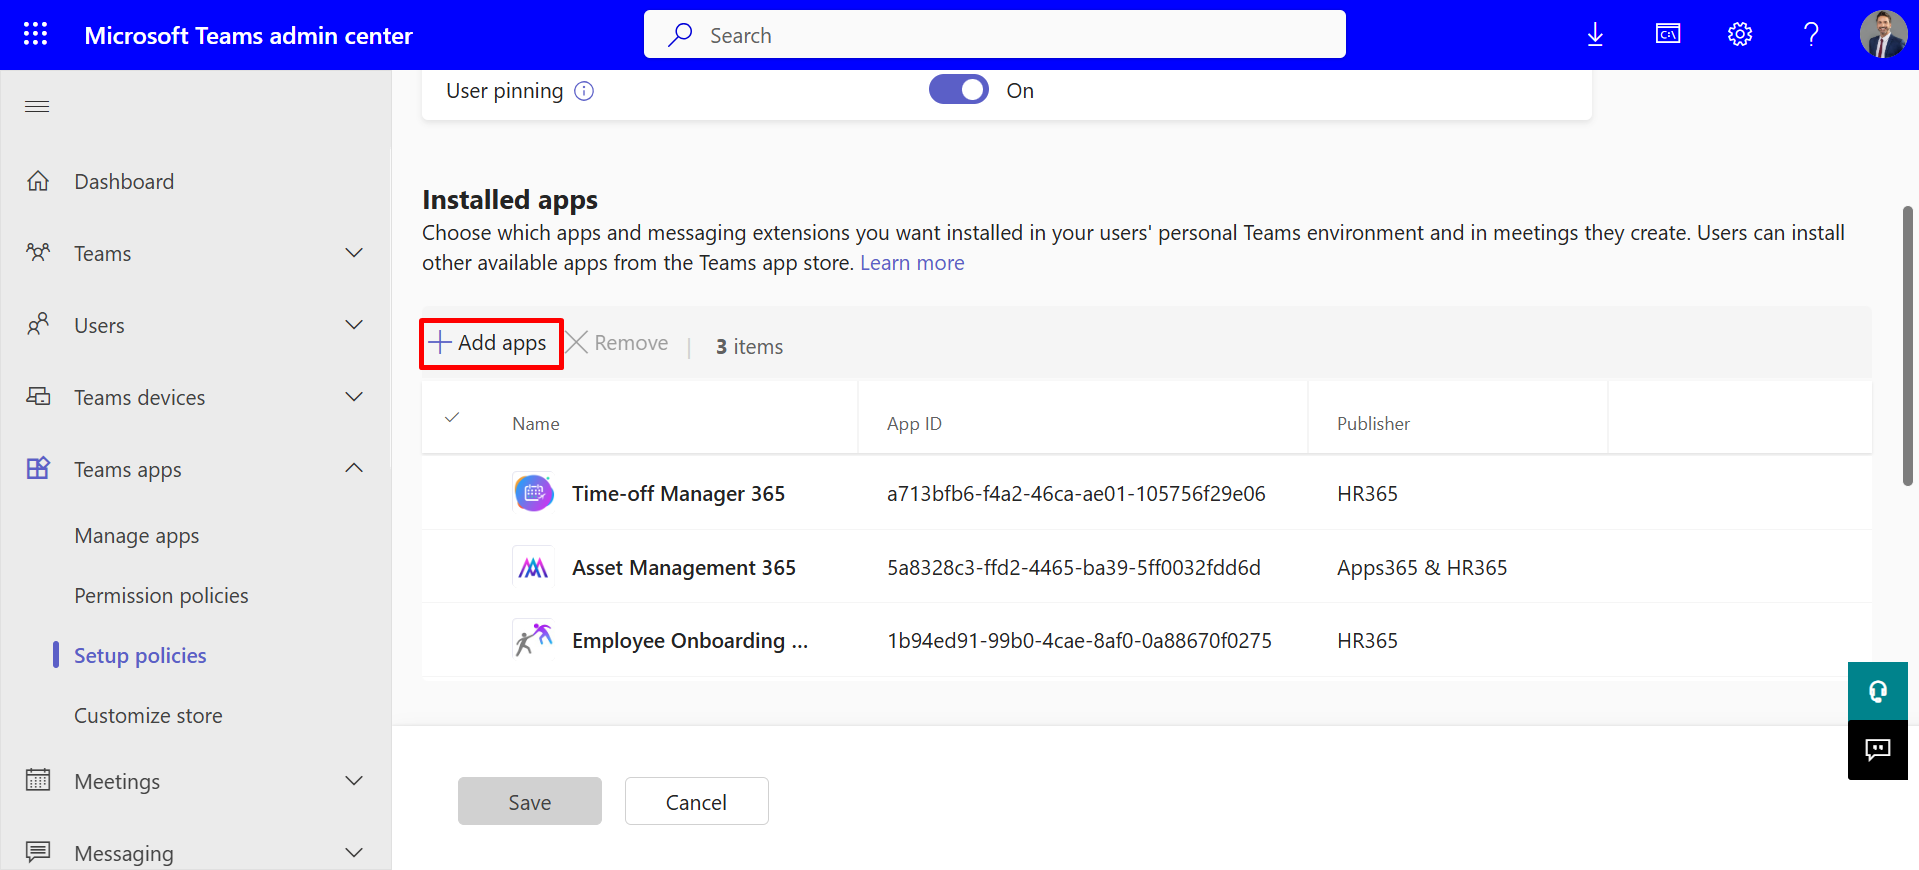 Microsoft Teams admin center
Search
C:\
User pinning
On
Dashboard
Teams
Users
Teams devices
Teams apps
Manage apps
Permission policies
Setup policies
Customize store
Meetings
Messaging
Installed apps
Choose which apps and messaging extensions you want installed in your users' personal Teams environment and in meetings they create. Users can install
other available apps from the Teams app store. Learn more
Add apps
Remove
3 items
Name
App ID
Publisher
Time-off Manager 365
a713bfb6-f4a2-46ca-ae01-105756f29e06
HR365
Asset Management 365
5a8328c3-ffd2-4465-ba39-5ff0032fdd6d
Apps365 & HR365
Employee Onboarding ...
1b94ed91-99b0-4cae-8af0-0a88670f0275
HR365
Save
Cancel